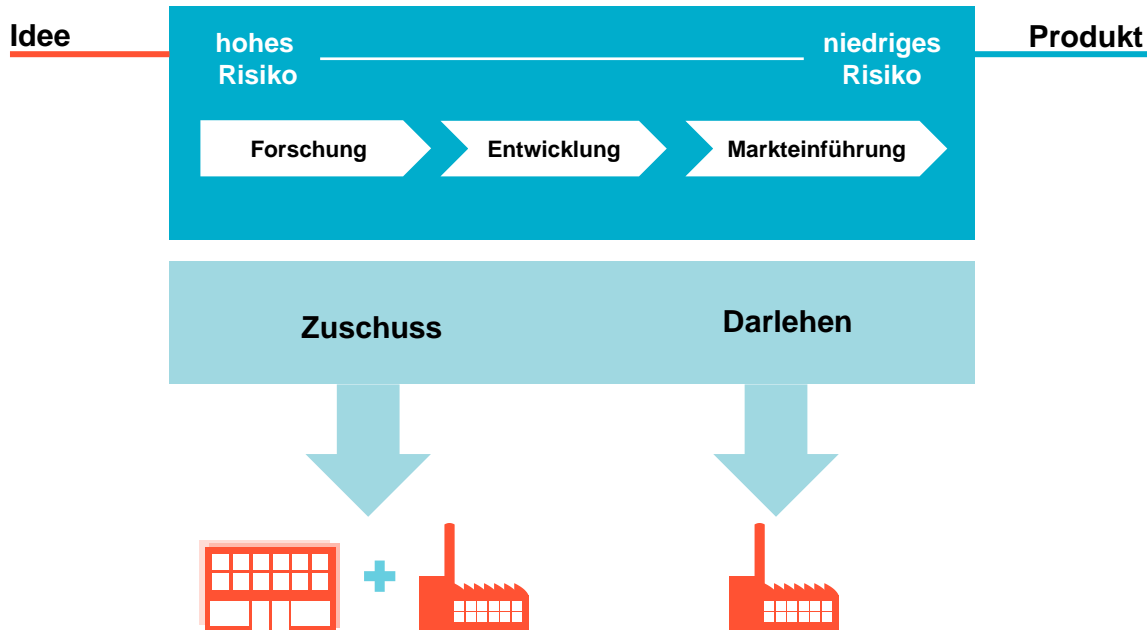 Idee
hohes
Risiko
niedriges
Risiko
Produkt
Forschung
Entwicklung
Markteinführung
Zuschuss
Darlehen